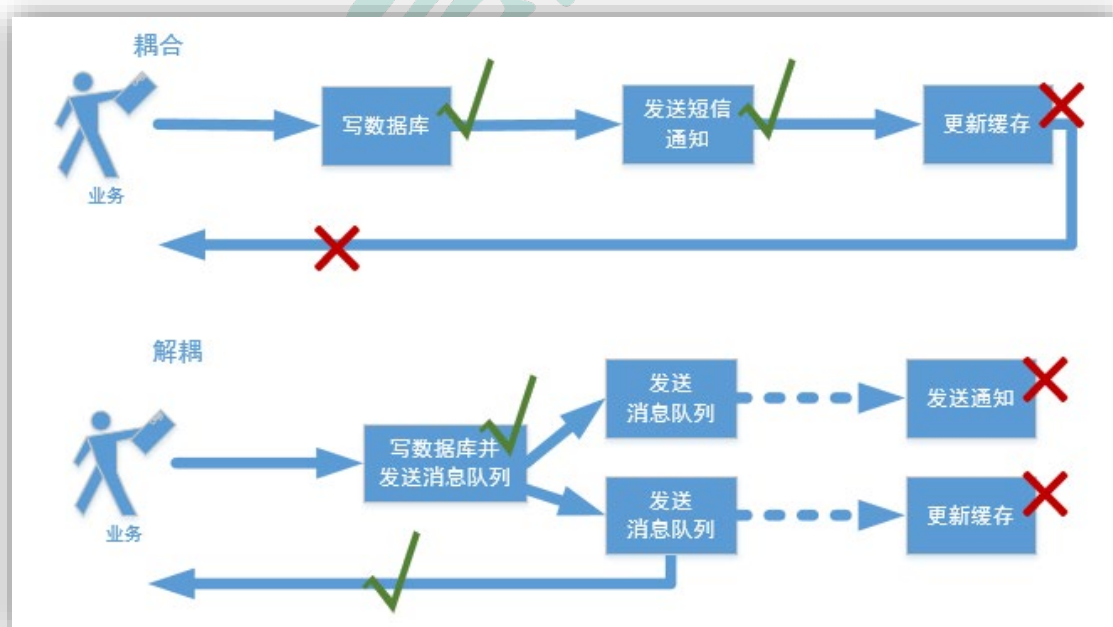 耦合
写数据库
发送短信
通知
更新缓存
业务
解耦
发送
消息队列
发送通知
写数据库并
发送消息队列
发送
消息队列
更新缓存
业务